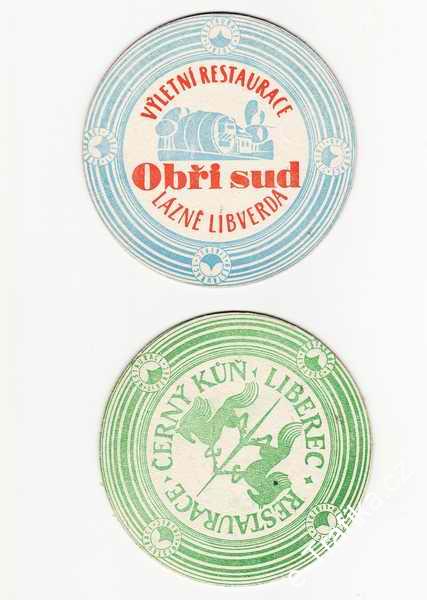 VÝLETNÍ RESTAURACE
Obří sud
LÁZNĚ LIBVERDA
RESTAURACE · ČERNÝ KŮŇ · LIBEREC ·